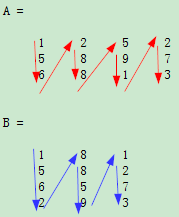 A =
1 2 5 2
5 8 9 7
6 8 1 3
B =
1 8 1
5 8 2
6 5 7
2 9 3